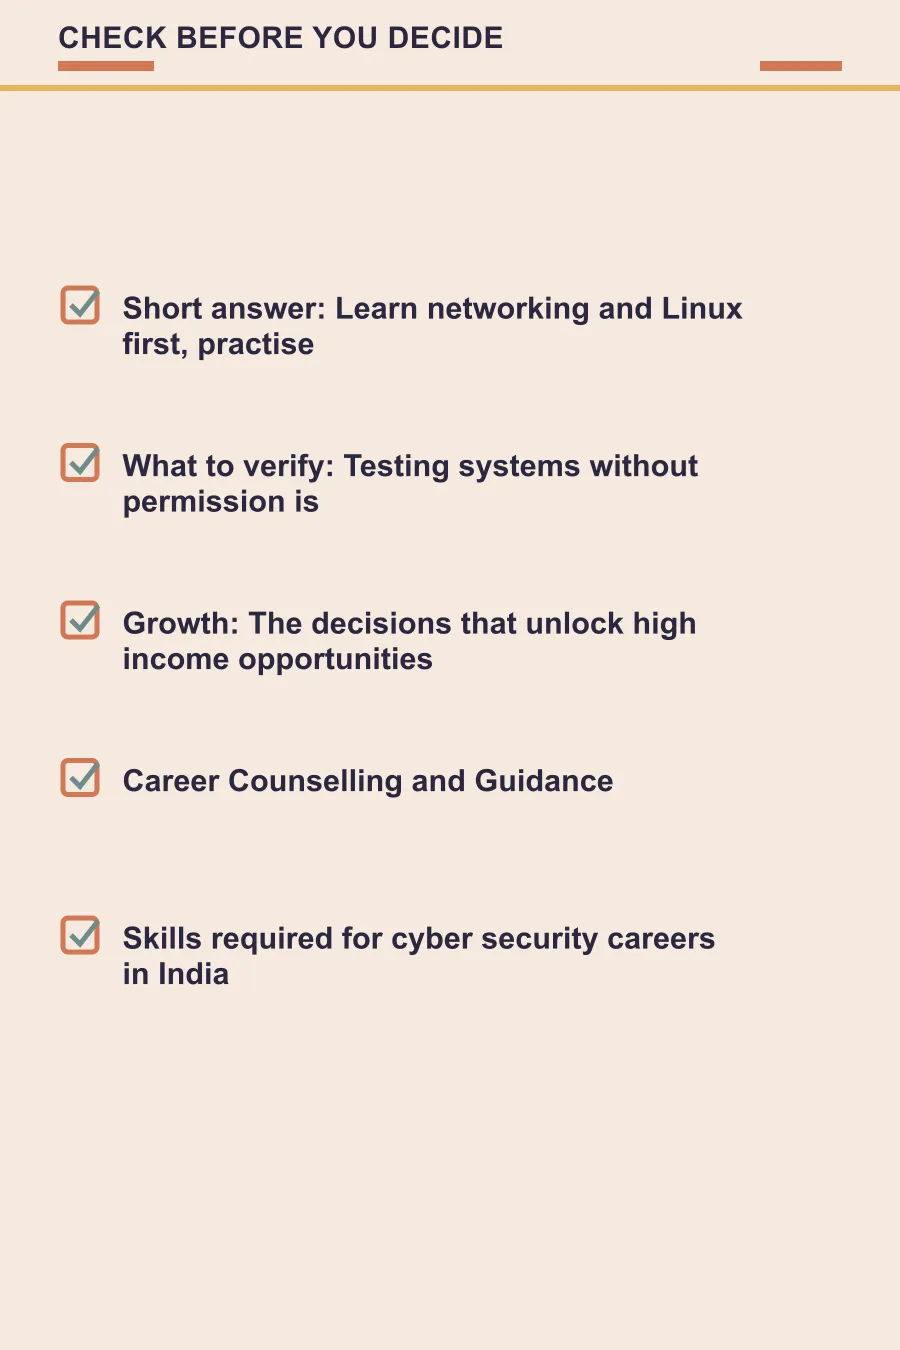 CHECK BEFORE YOU DECIDE
Short answer: Learn networking and Linux
first, practise
What to verify: Testing systems without
permission is
Growth: The decisions that unlock high
income opportunities
Career Counselling and Guidance
Skills required for cyber security careers
in India